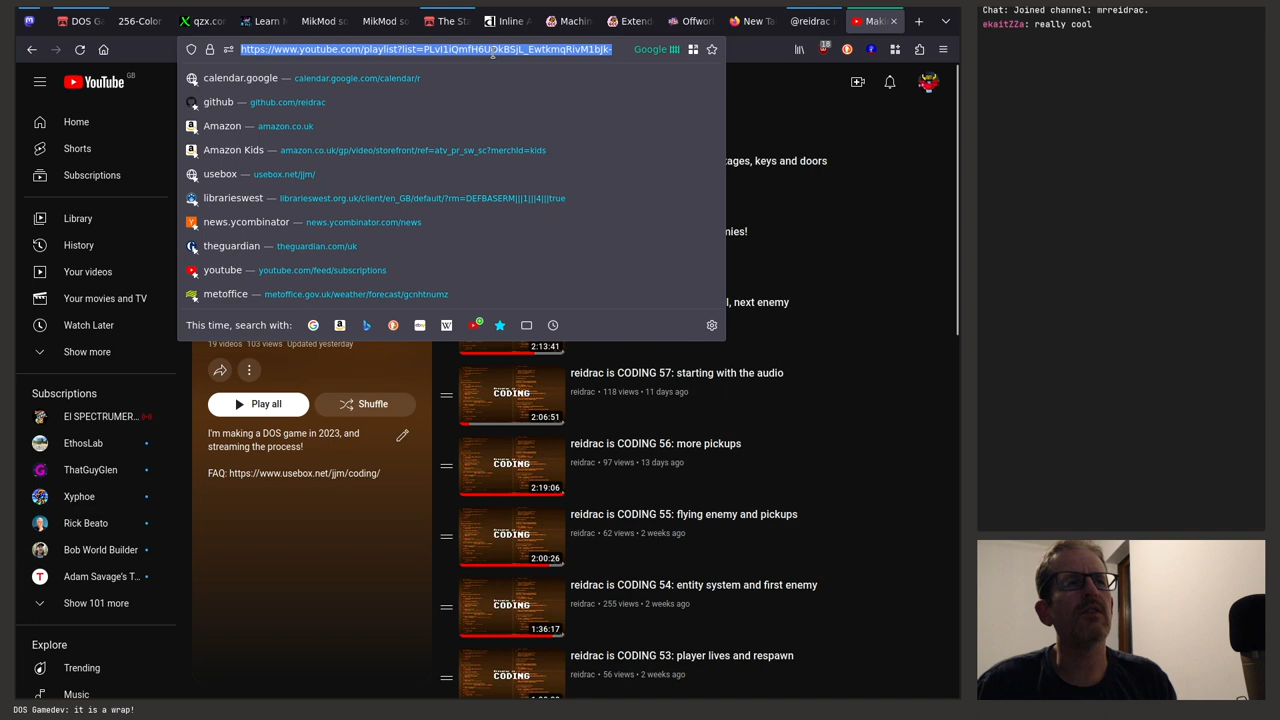 DOS Ga
256-Color
qzx.cor
Learn
MikMod so
MikMod so
The Sta
Inline A
Machin
Extend
Offworl
New Ta
@reidrac
Maki
https://www.youtube.com/playlist?list=
Google
18
YouTube GB
Home
Shorts
Subscriptions
Library
History
Your videos
Your movies and TV
Watch Later
Show more
Subscriptions
El SPECTRUMER...
EthosLab
ThatGuyGlen
Xyphoe
Rick Beato
Bob World Builder
Adam Savage's T...
Show 101 more
Explore
Trending
Music
calendar.google — calendar.google.com/calendar/r
github — github.com/reidrac
Amazon — amazon.co.uk
Amazon Kids — amazon.co.uk/gp/video/storefront/ref=atv_pr_sw_sc?merchId=kids
usebox — usebox.net/jjm/
librarieswest — librarieswest.org.uk/client/en_GB/default/?rm=DEFBASERM|||1|||4|||true
news.ycombinator — news.ycombinator.com/news
theguardian — theguardian.com/uk
youtube — youtube.com/feed/subscriptions
metoffice — metoffice.gov.uk/weather/forecast/gcnhtnumz
This time, search with:
19 videos 103 views Updated yesterday
Play all
Shuffle
I'm making a DOS game in 2023, and
streaming the process!
FAQ: https://www.usebox.net/jjm/coding/
tages, keys and doors
mies!
l, next enemy
2:13:41
CODING
2:06:51
reidrac is CODING 57: starting with the audio
reidrac • 118 views • 11 days ago
CODING
2:19:06
reidrac is CODING 56: more pickups
reidrac • 97 views • 13 days ago
CODING
2:00:26
reidrac is CODING 55: flying enemy and pickups
reidrac • 62 views • 2 weeks ago
CODING
1:36:17
reidrac is CODING 54: entity system and first enemy
reidrac • 255 views • 2 weeks ago
CODING
reidrac is CODING 53: player lives and respawn
reidrac • 56 views • 2 weeks ago
Chat: Joined channel: mrreidrac.
ekaitZZa: really cool
DOS Gamedev: it is a wrap!